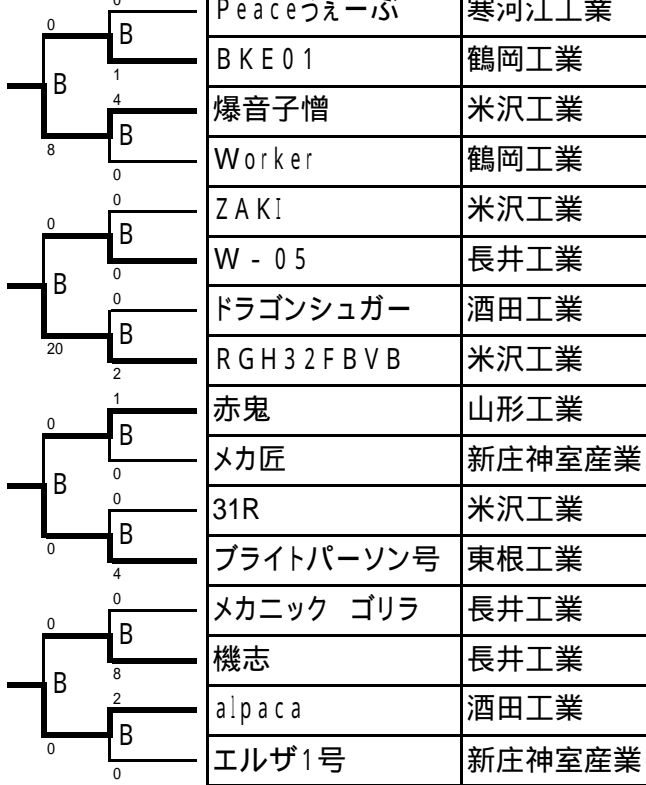 0 Peaceうぇーぶ 寒河江工業
0 B
B 1 BKE01 鶴岡工業
4 爆音子憎 米沢工業
8 B
0 Worker 鶴岡工業
0 ZAKI 米沢工業
0 B
B 0 W-05 長井工業
0 ドラゴンシュガー 酒田工業
20 B
2 RGH32FBVB 米沢工業
1 赤鬼 山形工業
0 B
B 0 メカ匠 新庄神室産業
0 31R 米沢工業
0 B
4 ブライトパーソン号 東根工業
0 メカニック ゴリラ 長井工業
0 B
B 8 機志 長井工業
2 alpaca 酒田工業
0 B
0 エルザ1号 新庄神室産業